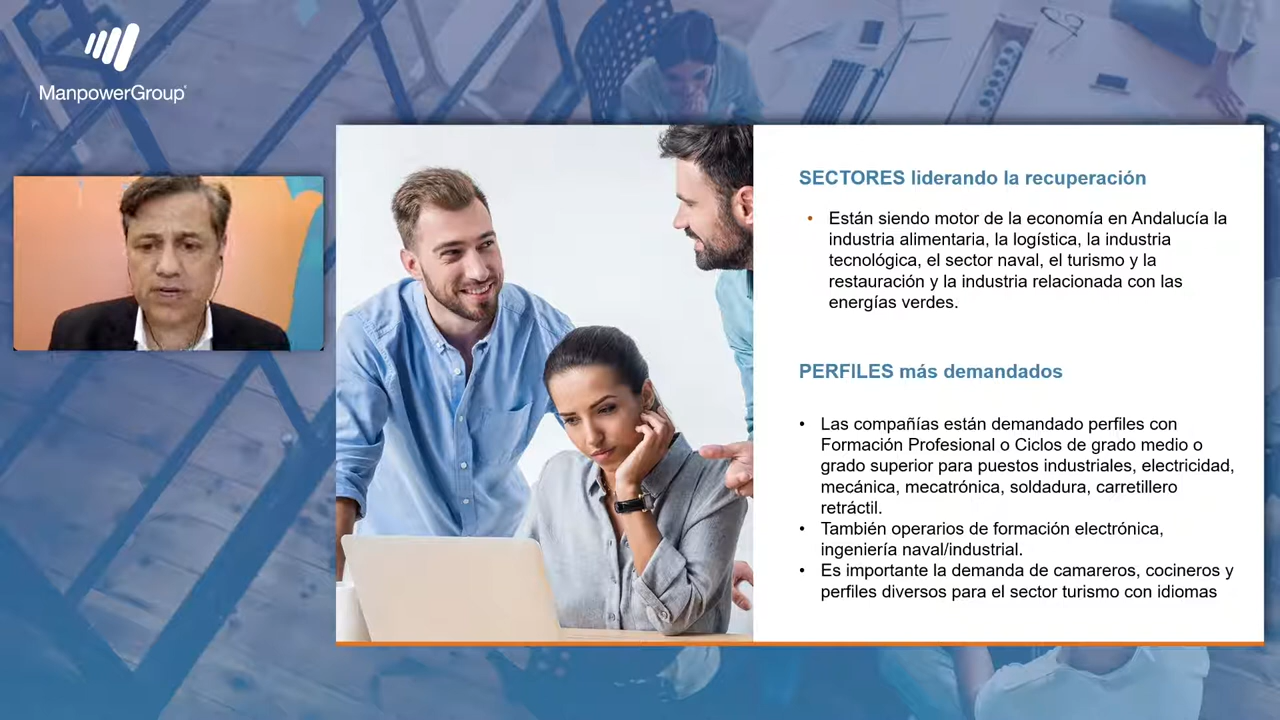 ManpowerGroup
SECTORES liderando la recuperación
• Están siendo motor de la economía en Andalucía la
industria alimentaria, la logística, la industria
tecnológica, el sector naval, el turismo y la
restauración y la industria relacionada con las
energías verdes.
PERFILES más demandados
• Las compañías están demandado perfiles con
Formación Profesional o Ciclos de grado medio o
grado superior para puestos industriales, electricidad,
mecánica, mecatrónica, soldadura, carretillero
retráctil.
• También operarios de formación electrónica,
ingeniería naval/industrial.
• Es importante la demanda de camareros, cocineros y
perfiles diversos para el sector turismo con idiomas